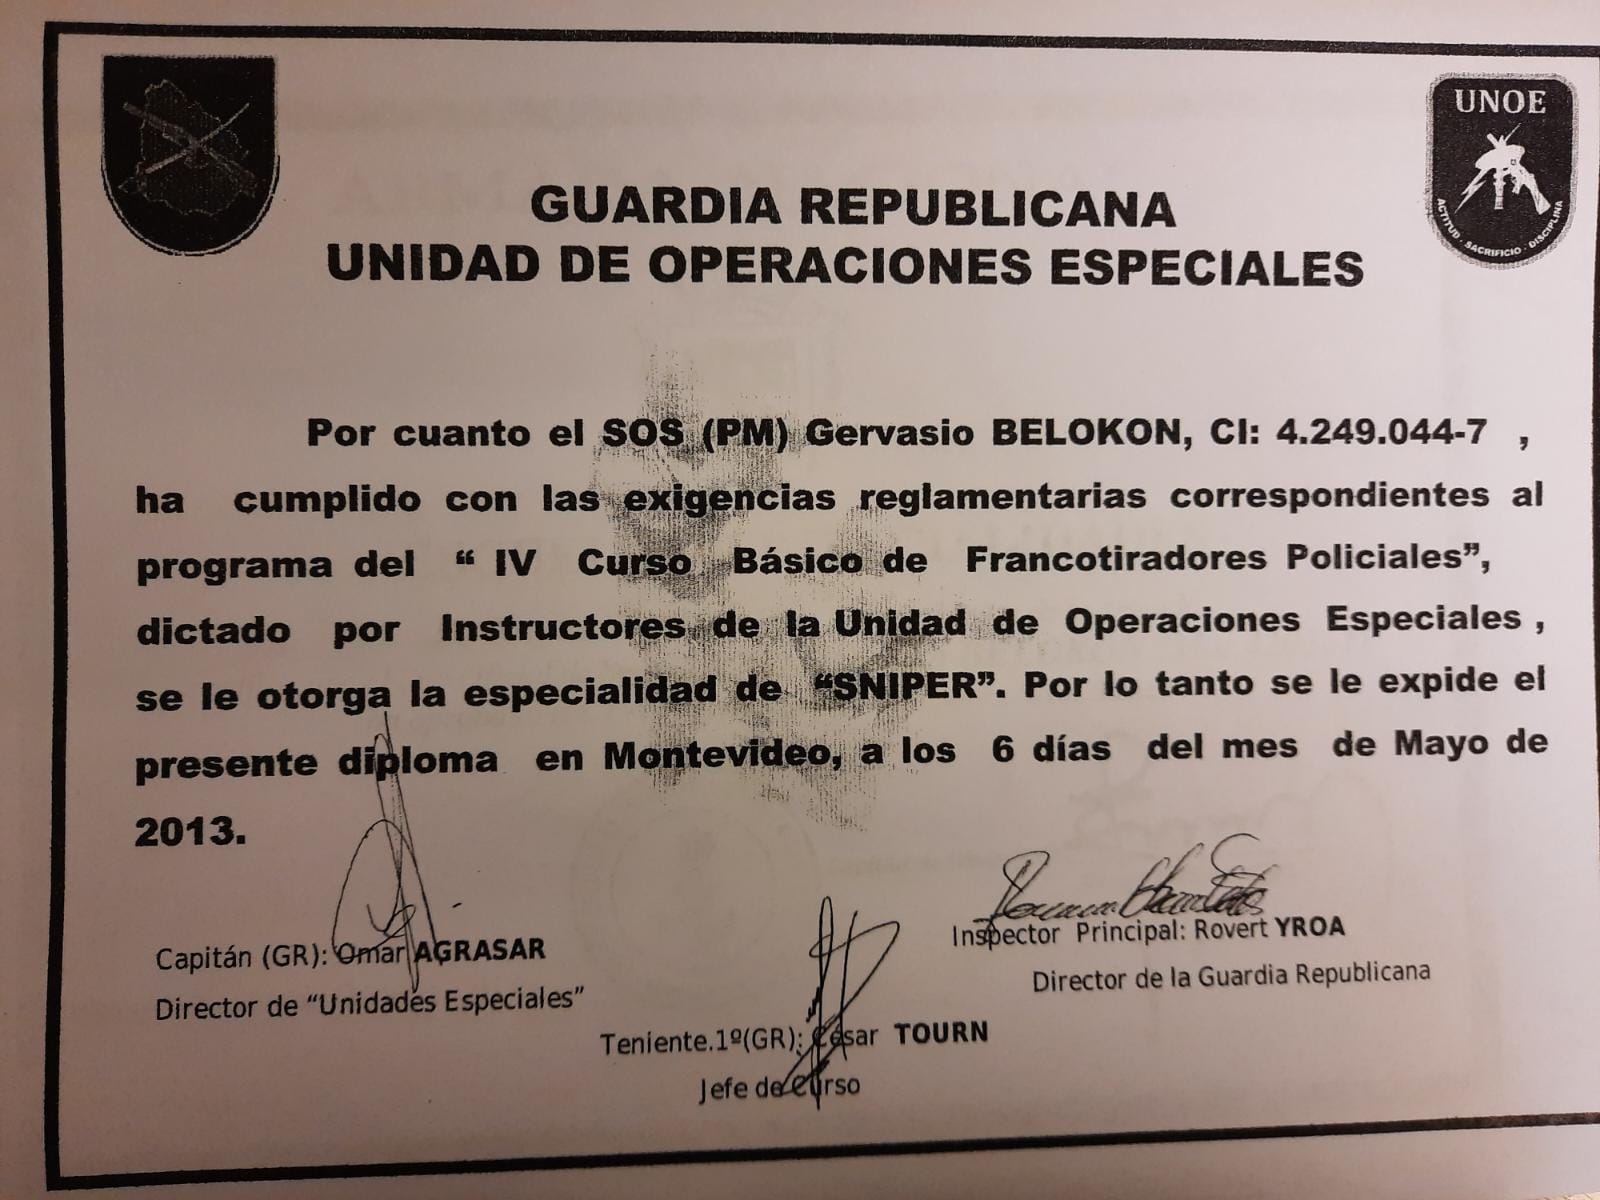 UNOE
ACTITUD · SACRIFICIO · DISCIPLINA
GUARDIA REPUBLICANA
UNIDAD DE OPERACIONES ESPECIALES
Por cuanto el SOS (PM) Gervasio BELOKON, CI: 4.249.044-7 ,
ha cumplido con las exigencias reglamentarias correspondientes al
programa del “ IV Curso Básico de Francotiradores Policiales”,
dictado por Instructores de la Unidad de Operaciones Especiales ,
se le otorga la especialidad de “SNIPER”. Por lo tanto se le expide el
presente diploma en Montevideo, a los 6 días del mes de Mayo de
2013.
Capitán (GR): Omar AGRASAR
Director de “Unidades Especiales”
Inspector Principal: Rovert YROA
Director de la Guardia Republicana
Teniente.1º(GR): César TOURN
Jefe de Curso